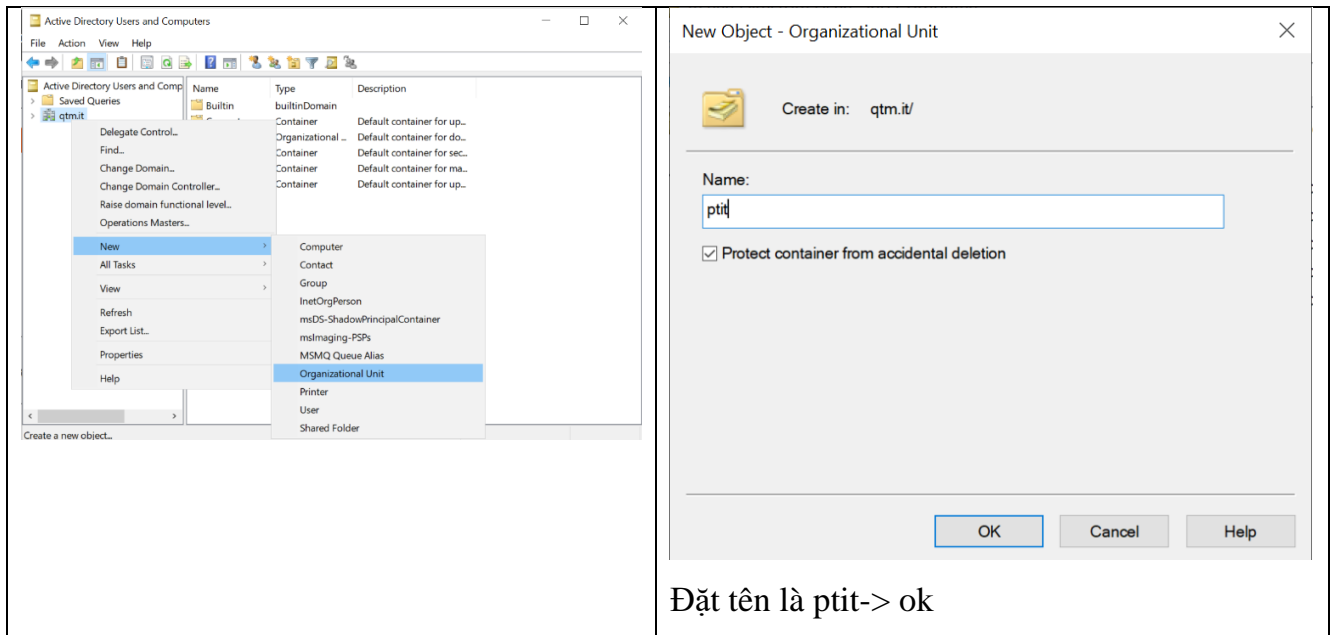 Active Directory Users and Computers
File Action View Help
Active Directory Users and Comp
Saved Queries
qtm.it
Name Type Description
Builtin builtinDomain
Container Default container for up...
Organizational ... Default container for do...
Container Default container for sec...
Container Default container for ma...
Container Default container for up...
Delegate Control...
Find...
Change Domain...
Change Domain Controller...
Raise domain functional level...
Operations Masters...
New
All Tasks
View
Refresh
Export List...
Properties
Help
Computer
Contact
Group
InetOrgPerson
msDS-ShadowPrincipalContainer
msImaging-PSPs
MSMQ Queue Alias
Organizational Unit
Printer
User
Shared Folder
Create a new object...
New Object - Organizational Unit
Create in: qtm.it/
Name:
ptit
Protect container from accidental deletion
OK Cancel Help
Đặt tên là ptit-> ok